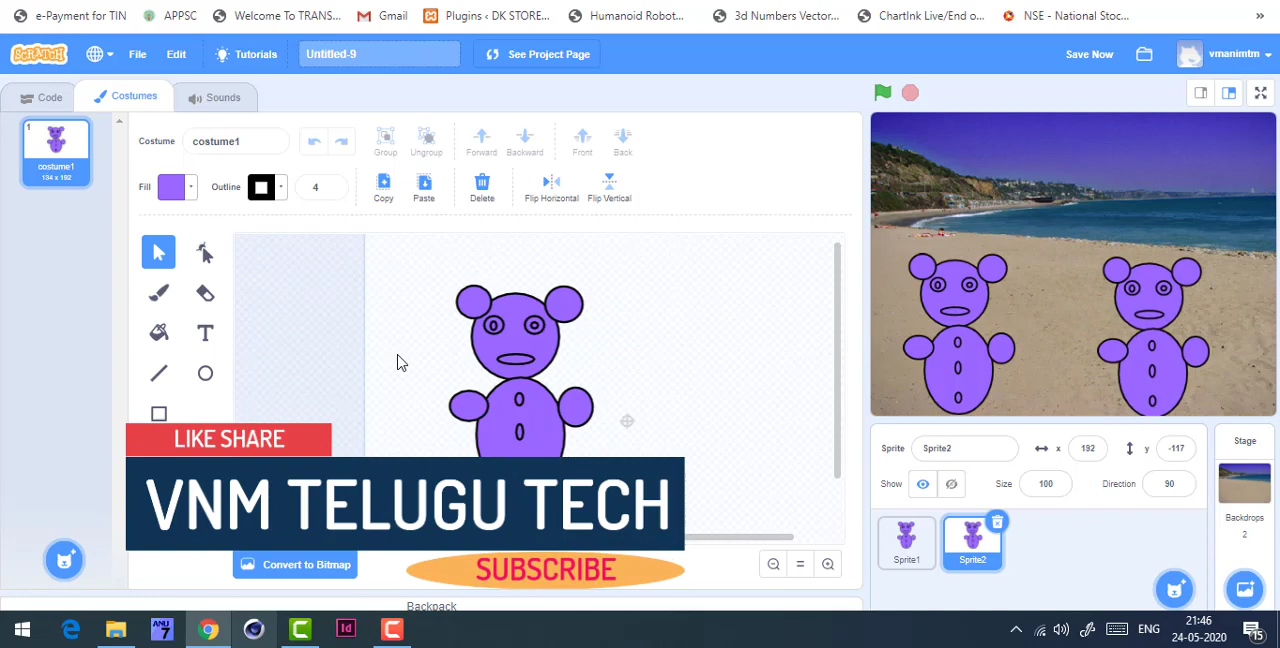 e-Payment for TIN
APPSC
Welcome To TRANS...
Gmail
Plugins < DK STORE...
Humanoid Robot...
3d Numbers Vector...
ChartInk Live/End o...
NSE - National Stoc...
»
SCRATCH
File
Edit
Tutorials
Untitled-9
See Project Page
Save Now
vmanimtm
Code
Costumes
Sounds
1
costume1
134 x 192
Costume
costume1
Group
Ungroup
Forward
Backward
Front
Back
Fill
Outline
4
Copy
Paste
Delete
Flip Horizontal
Flip Vertical
T
LIKE SHARE
VNM TELUGU TECH
SUBSCRIBE
Convert to Bitmap
Backpack
Sprite
Sprite2
x
192
y
-117
Show
Size
100
Direction
90
Sprite1
Sprite2
Stage
Backdrops
2
ANU
7
Id
ENG
21:46
24-05-2020
15